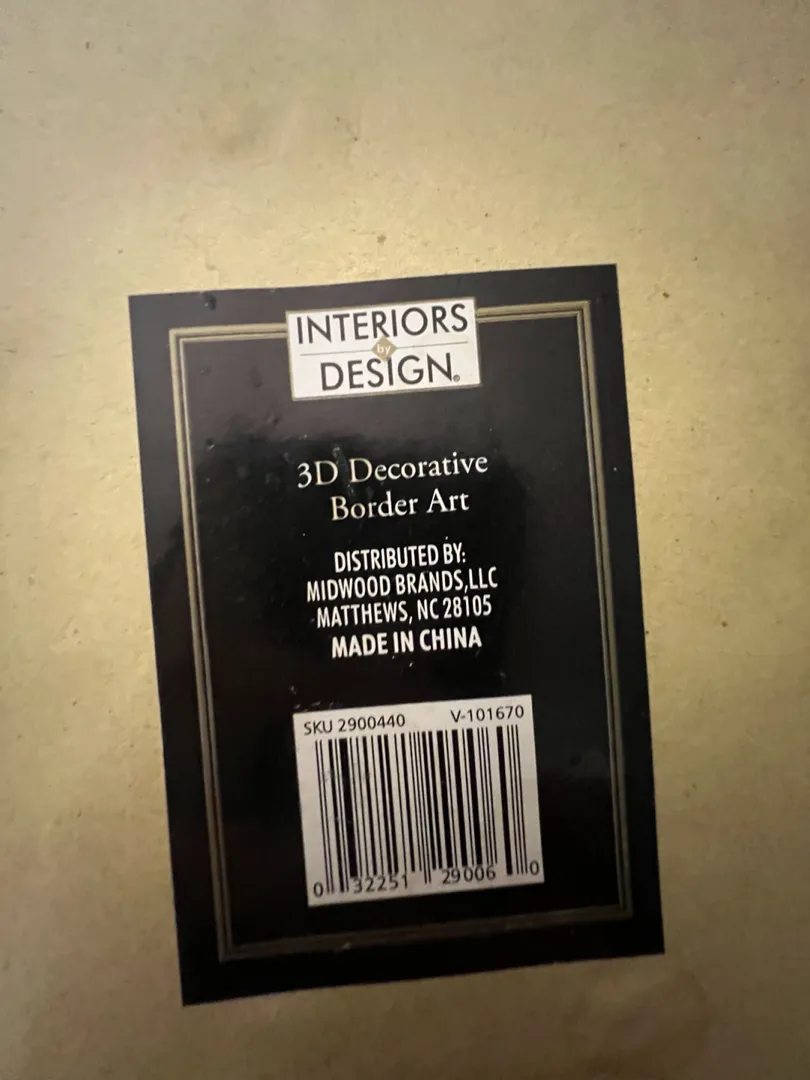 INTERIORS
by
DESIGN®
3D Decorative
Border Art
DISTRIBUTED BY:
MIDWOOD BRANDS,LLC
MATTHEWS, NC 28105
MADE IN CHINA
SKU 2900440 V-101670
0 32251 29006 0